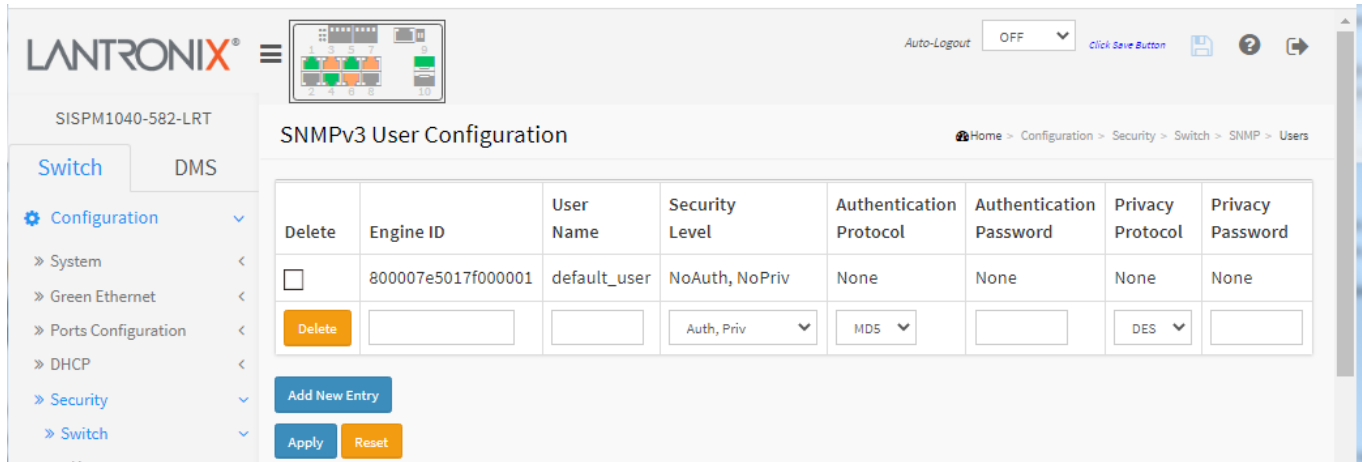 LANTRONIX®
1 3 5 7 9
2 4 6 8 10
Auto-Logout OFF Click Save Button
SISPM1040-582-LRT
SNMPv3 User Configuration
Home > Configuration > Security > Switch > SNMP > Users
Switch DMS
Configuration
» System
» Green Ethernet
» Ports Configuration
» DHCP
» Security
» Switch
Delete Engine ID User Name Security Level Authentication Protocol Authentication Password Privacy Protocol Privacy Password
800007e5017f000001 default_user NoAuth, NoPriv None None None None
Delete Auth, Priv MD5 DES
Add New Entry
Apply Reset